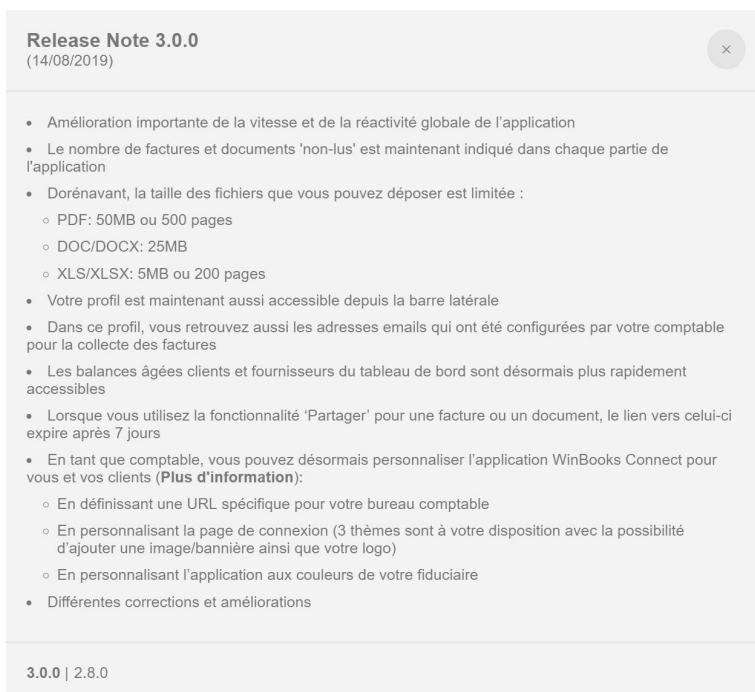 Release Note 3.0.0
(14/08/2019)
×
• Amélioration importante de la vitesse et de la réactivité globale de l'application
• Le nombre de factures et documents 'non-lus' est maintenant indiqué dans chaque partie de
l'application
• Dorénavant, la taille des fichiers que vous pouvez déposer est limitée :
◦ PDF: 50MB ou 500 pages
◦ DOC/DOCX: 25MB
◦ XLS/XLSX: 5MB ou 200 pages
• Votre profil est maintenant aussi accessible depuis la barre latérale
• Dans ce profil, vous retrouvez aussi les adresses emails qui ont été configurées par votre comptable
pour la collecte des factures
• Les balances âgées clients et fournisseurs du tableau de bord sont désormais plus rapidement
accessibles
• Lorsque vous utilisez la fonctionnalité ‘Partager’ pour une facture ou un document, le lien vers celui-ci
expire après 7 jours
• En tant que comptable, vous pouvez désormais personnaliser l'application WinBooks Connect pour
vous et vos clients (Plus d'information):
◦ En définissant une URL spécifique pour votre bureau comptable
◦ En personnalisant la page de connexion (3 thèmes sont à votre disposition avec la possibilité
d’ajouter une image/bannière ainsi que votre logo)
◦ En personnalisant l’application aux couleurs de votre fiduciaire
• Différentes corrections et améliorations
3.0.0 | 2.8.0